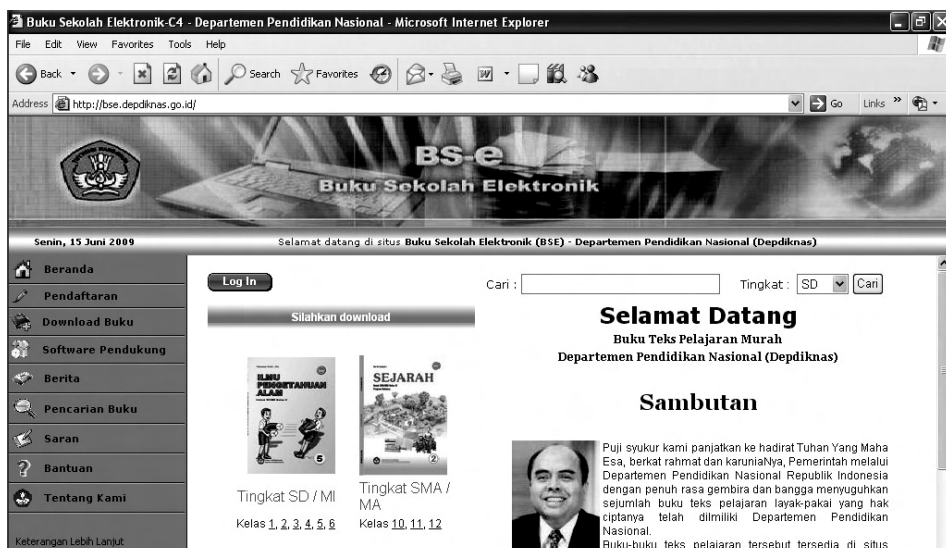 Buku Sekolah Elektronik-C4 - Departemen Pendidikan Nasional - Microsoft Internet Explorer
File Edit View Favorites Tools Help
Back Search Favorites
Address http://bse.depdiknas.go.id/ Go Links »
BS-e
Buku Sekolah Elektronik
Senin, 15 Juni 2009
Selamat datang di situs Buku Sekolah Elektronik (BSE) - Departemen Pendidikan Nasional (Depdiknas)
Beranda
Pendaftaran
Download Buku
Software Pendukung
Berita
Pencarian Buku
Saran
Bantuan
Tentang Kami
Keterangan Lebih Lanjut
Log In
Silahkan download
ILMU
PENGETAHUAN
ALAM
5
Tingkat SD / MI
Kelas 1, 2, 3, 4, 5, 6
SEJARAH
2
Tingkat SMA /
MA
Kelas 10, 11, 12
Cari : Tingkat : SD Cari
Selamat Datang
Buku Teks Pelajaran Murah
Departemen Pendidikan Nasional (Depdiknas)
Sambutan
Puji syukur kami panjatkan ke hadirat Tuhan Yang Maha
Esa, berkat rahmat dan karuniaNya, Pemerintah melalui
Departemen Pendidikan Nasional Republik Indonesia
dengan penuh rasa gembira dan bangga menyuguhkan
sejumlah buku teks pelajaran layak-pakai yang hak
ciptanya telah dilmiliki Departemen Pendidikan
Nasional.
Buku-buku teks pelajaran tersebut tersedia di situs